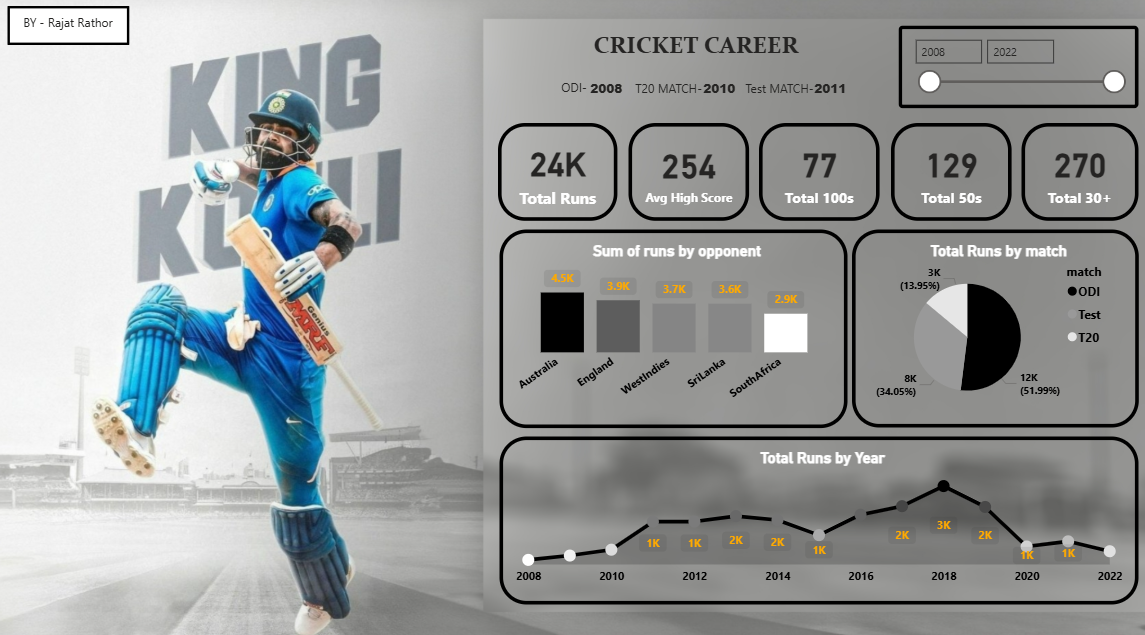 BY - Rajat Rathor
KING
KOHLI
Genius
MRF
CRICKET CAREER
ODI- 2008 T20 MATCH-2010 Test MATCH-2011
2008 2022
24K
Total Runs
254
Avg High Score
77
Total 100s
129
Total 50s
270
Total 30+
Sum of runs by opponent
4.5K
3.9K
3.7K
3.6K
2.9K
Australia
England
WestIndies
SriLanka
SouthAfrica
Total Runs by match
3K
(13.95%)
8K
(34.05%)
12K
(51.99%)
match
ODI
Test
T20
Total Runs by Year
1K 1K 2K 2K 1K 2K 3K 2K 1K 1K
2008 2010 2012 2014 2016 2018 2020 2022